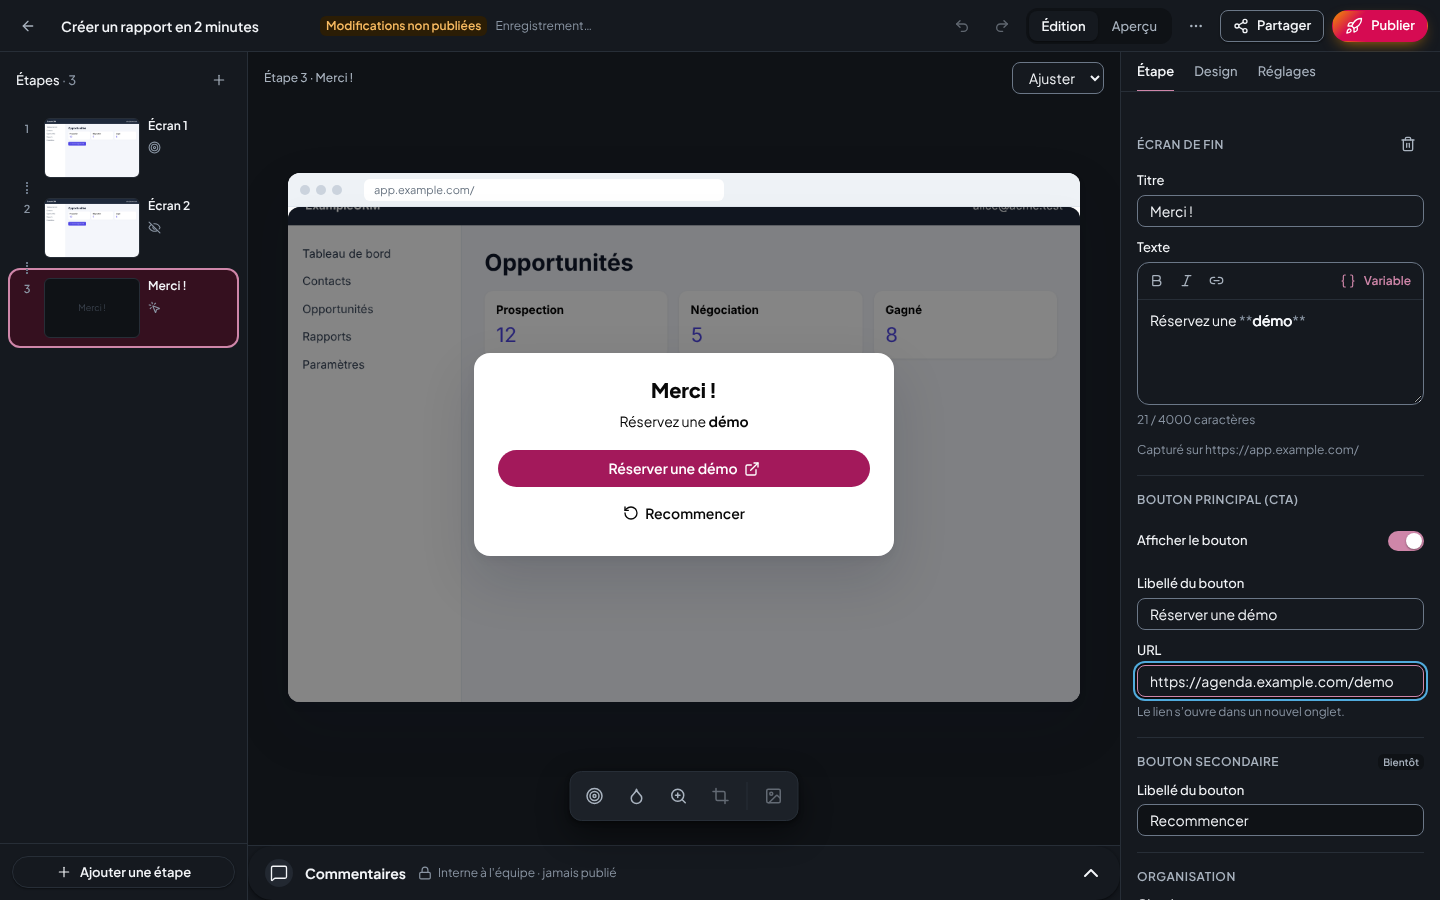 Créer un rapport en 2 minutes
Modifications non publiées
Enregistrement…
Édition
Aperçu
Partager
Publier
Étapes · 3
1
Écran 1
2
Écran 2
3
Merci !
Merci !
Ajouter une étape
Étape 3 · Merci !
Ajuster
app.example.com/
Tableau de bord
Contacts
Opportunités
Rapports
Paramètres
Opportunités
Prospection
12
Négociation
5
Gagné
8
Merci !
Réservez une démo
Réserver une démo
Recommencer
Commentaires
Interne à l'équipe · jamais publié
Étape
Design
Réglages
ÉCRAN DE FIN
Titre
Merci !
Texte
B I { } Variable
Réservez une **démo**
21 / 4000 caractères
Capturé sur https://app.example.com/
BOUTON PRINCIPAL (CTA)
Afficher le bouton
Libellé du bouton
Réserver une démo
URL
https://agenda.example.com/demo
Le lien s'ouvre dans un nouvel onglet.
BOUTON SECONDAIRE
Bientôt
Libellé du bouton
Recommencer
ORGANISATION